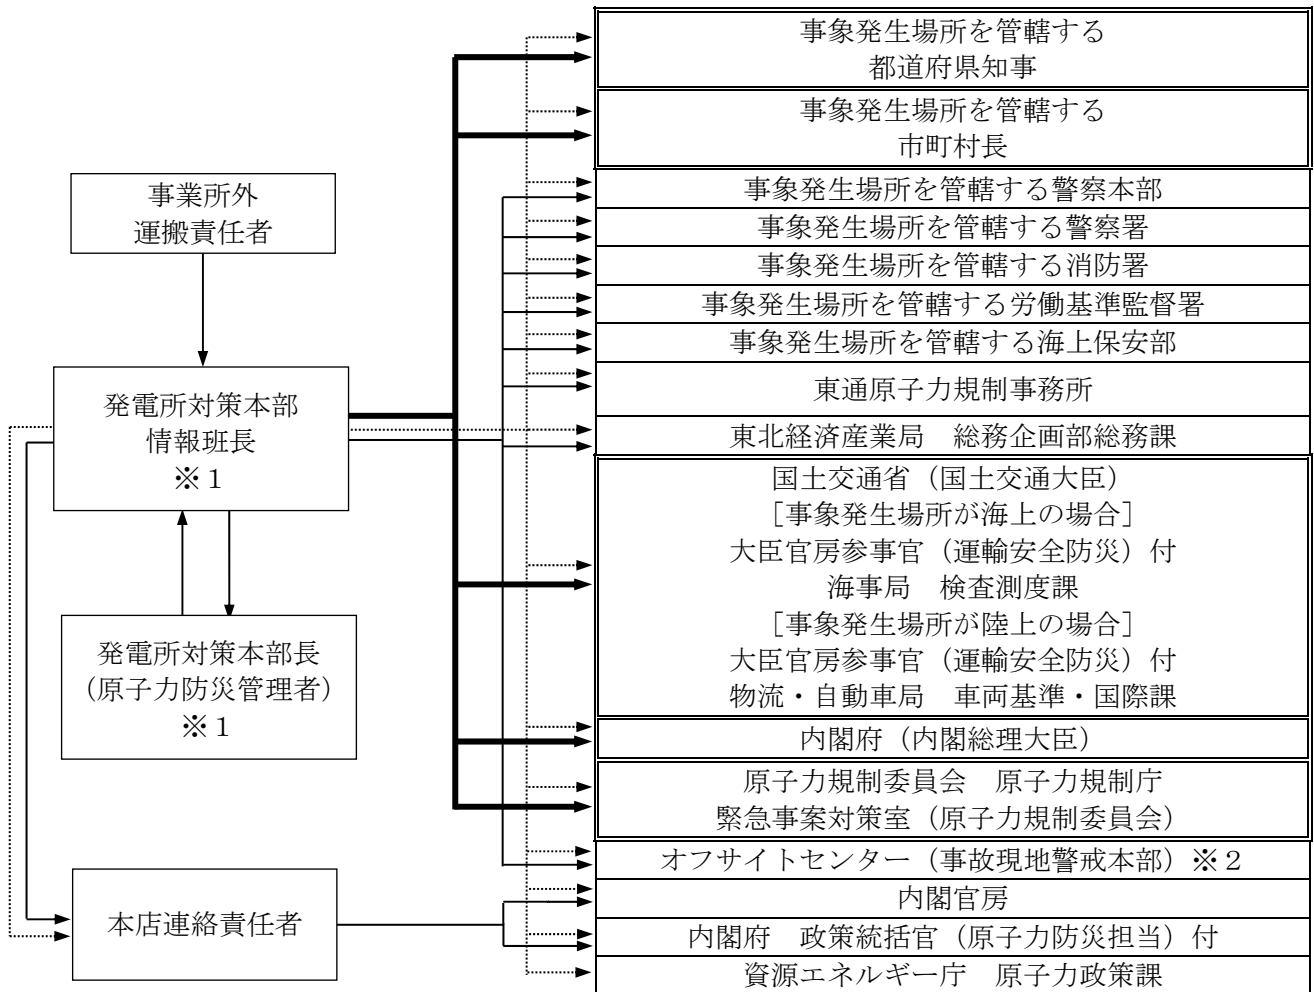 事象発生場所を管轄する
都道府県知事
事象発生場所を管轄する
市町村長
事象発生場所を管轄する警察本部
事象発生場所を管轄する警察署
事象発生場所を管轄する消防署
事象発生場所を管轄する労働基準監督署
事象発生場所を管轄する海上保安部
東通原子力規制事務所
東北経済産業局　総務企画部総務課
国土交通省（国土交通大臣）
［事象発生場所が海上の場合］
大臣官房参事官（運輸安全防災）付
海事局　検査測度課
［事象発生場所が陸上の場合］
大臣官房参事官（運輸安全防災）付
物流・自動車局　車両基準・国際課
内閣府（内閣総理大臣）
原子力規制委員会　原子力規制庁
緊急事案対策室（原子力規制委員会）
オフサイトセンター（事故現地警戒本部）※２
内閣官房
内閣府　政策統括官（原子力防災担当）付
資源エネルギー庁　原子力政策課
事業所外
運搬責任者
発電所対策本部
情報班長
※１
発電所対策本部長
（原子力防災管理者）
※１
本店連絡責任者